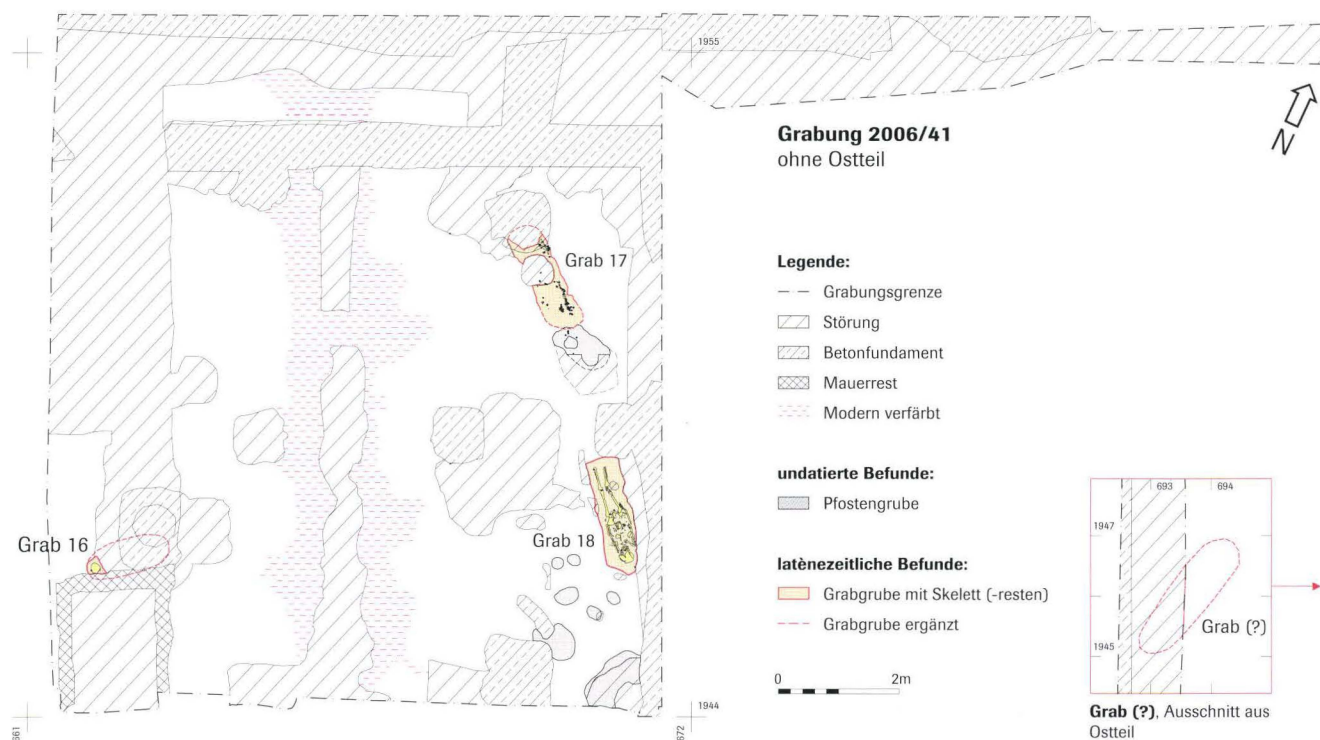 1955
Grabung 2006/41
ohne Ostteil
N
Legende:
Grabungsgrenze
Störung
Betonfundament
Mauerrest
Modern verfärbt
undatierte Befunde:
Pfostengrube
latènezeitliche Befunde:
Grabgrube mit Skelett (-resten)
Grabgrube ergänzt
0 2m
Grab 17
Grab 16
Grab 18
693 694
1947
1945
Grab (?)
Grab (?), Ausschnitt aus
Ostteil
1944
661
672